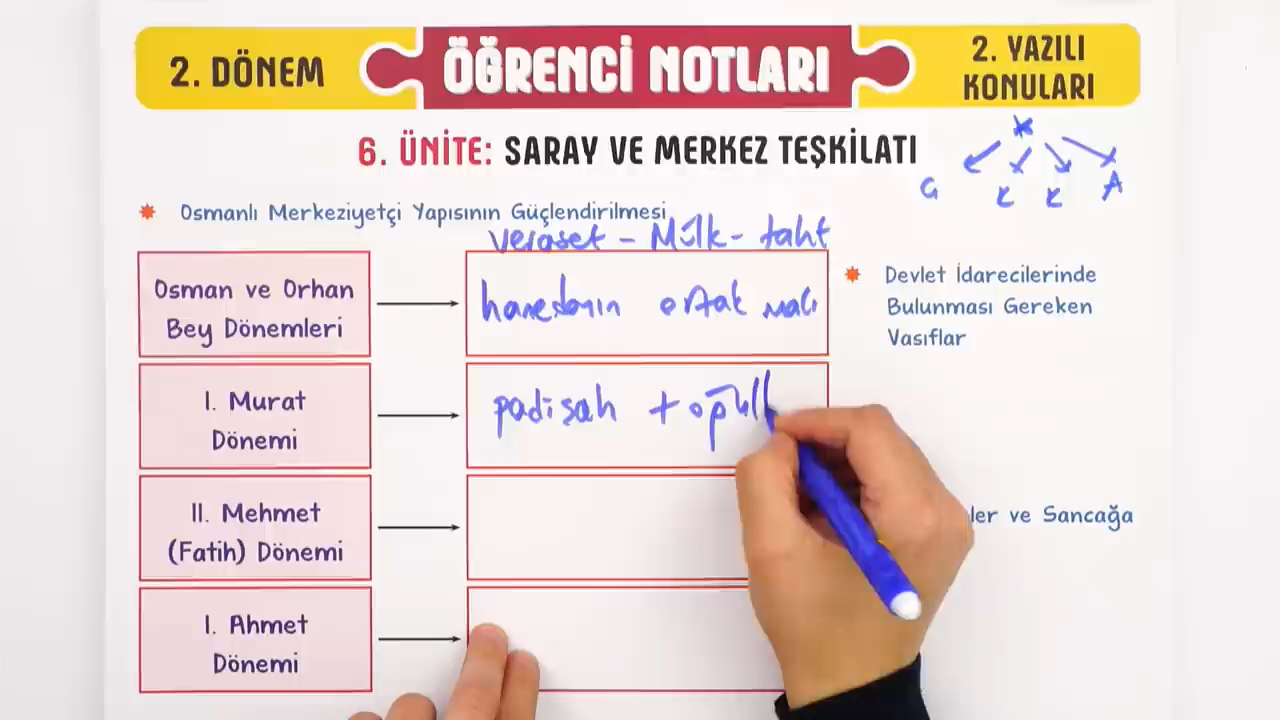 2. DÖNEM
ÖĞRENCİ NOTLARI
2. YAZILI
KONULARI
6. ÜNİTE: SARAY VE MERKEZ TEŞKİLATI
G K K A
Osmanlı Merkeziyetçi Yapısının Güçlendirilmesi
Veraset - Mülk - taht
Osman ve Orhan
Bey Dönemleri
hanedanın ortak malı
Devlet İdarecilerinde
Bulunması Gereken
Vasıflar
I. Murat
Dönemi
padişah +
II. Mehmet
(Fatih) Dönemi
ler ve Sancağa
I. Ahmet
Dönemi